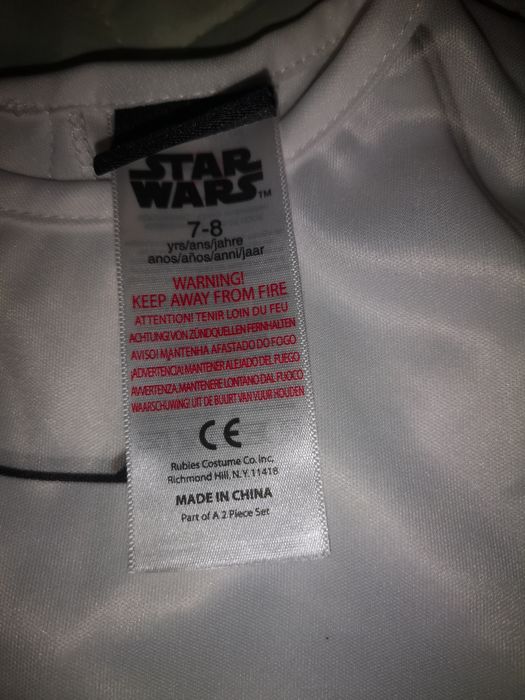 STAR
WARS™
7-8
yrs/ans/jahre
anos/años/anni/jaar
WARNING!
KEEP AWAY FROM FIRE
ATTENTION! TENIR LOIN DU FEU
ACHTUNG! VON ZÜNDQUELLEN FERNHALTEN
AVISO! MANTENHA AFASTADO DO FOGO
¡ADVERTENCIA! MANTENER ALEJADO DEL FUEGO
AVVERTENZA. MANTENERE LONTANO DAL FUOCO
WAARSCHUWING! UIT DE BUURT VAN VUUR HOUDEN
CE
Rubies Costume Co. Inc.
Richmond Hill, N.Y. 11418
MADE IN CHINA
Part of A 2 Piece Set